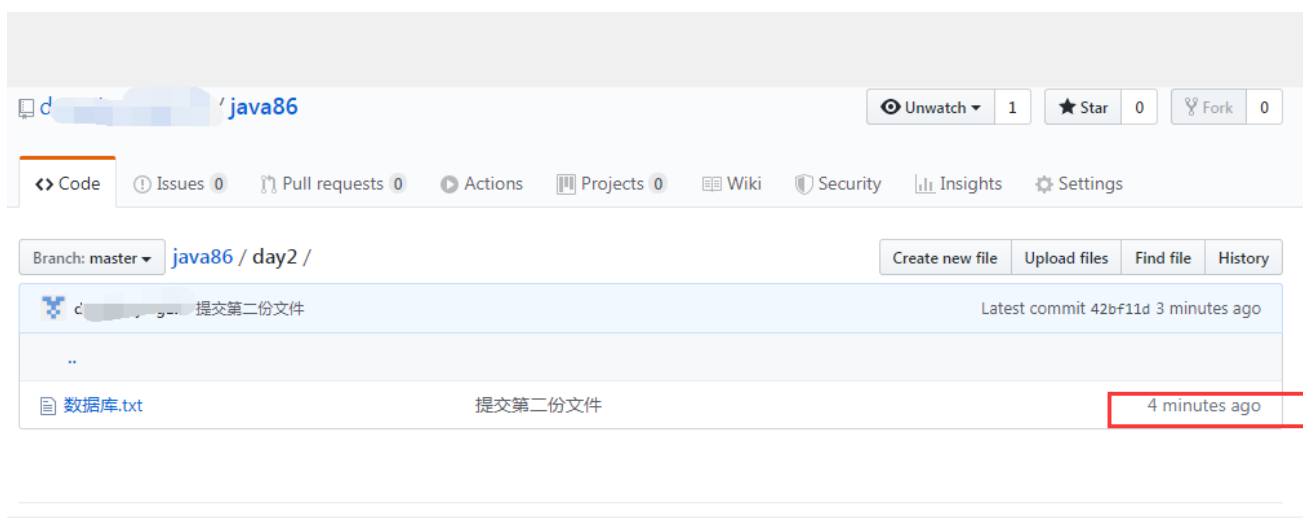 / java86
Unwatch 1 Star 0 Fork 0
Code Issues 0 Pull requests 0 Actions Projects 0 Wiki Security Insights Settings
Branch: master java86 / day2 / Create new file Upload files Find file History
提交第二份文件 Latest commit 42bf11d 3 minutes ago
..
数据库.txt 提交第二份文件 4 minutes ago